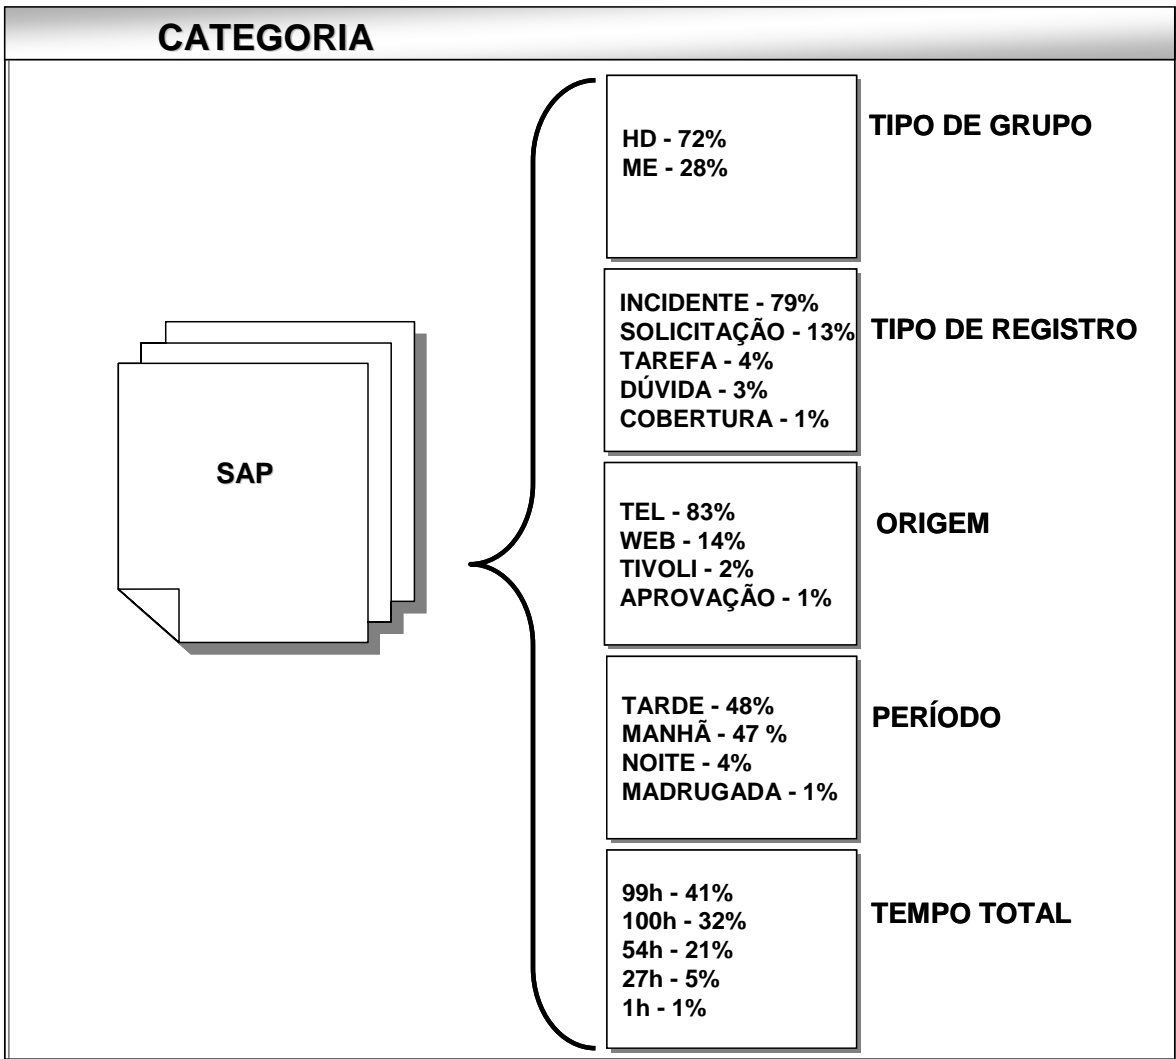 CATEGORIA
HD - 72%
ME - 28%
TIPO DE GRUPO
INCIDENTE - 79%
SOLICITAÇÃO - 13%
TAREFA - 4%
DÚVIDA - 3%
COBERTURA - 1%
TIPO DE REGISTRO
SAP
TEL - 83%
WEB - 14%
TIVOLI - 2%
APROVAÇÃO - 1%
ORIGEM
TARDE - 48%
MANHÃ - 47 %
NOITE - 4%
MADRUGADA - 1%
PERÍODO
99h - 41%
100h - 32%
54h - 21%
27h - 5%
1h - 1%
TEMPO TOTAL